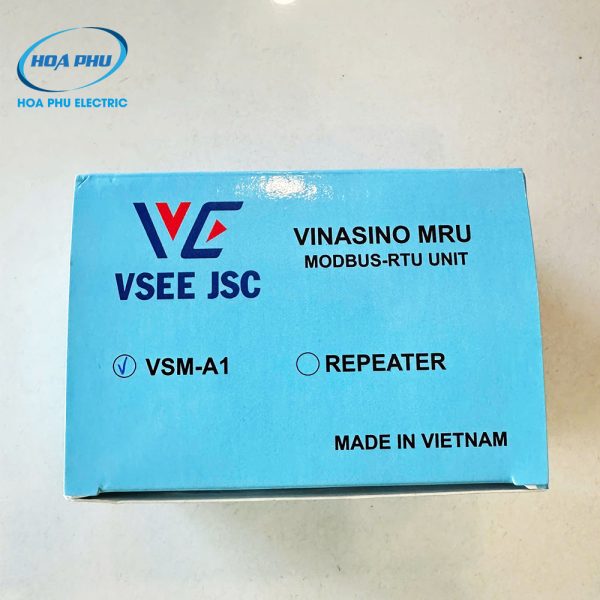 HOA PHU
HOA PHU ELECTRIC
VSEE JSC
VINASINO MRU
MODBUS-RTU UNIT
VSM-A1
REPEATER
MADE IN VIETNAM